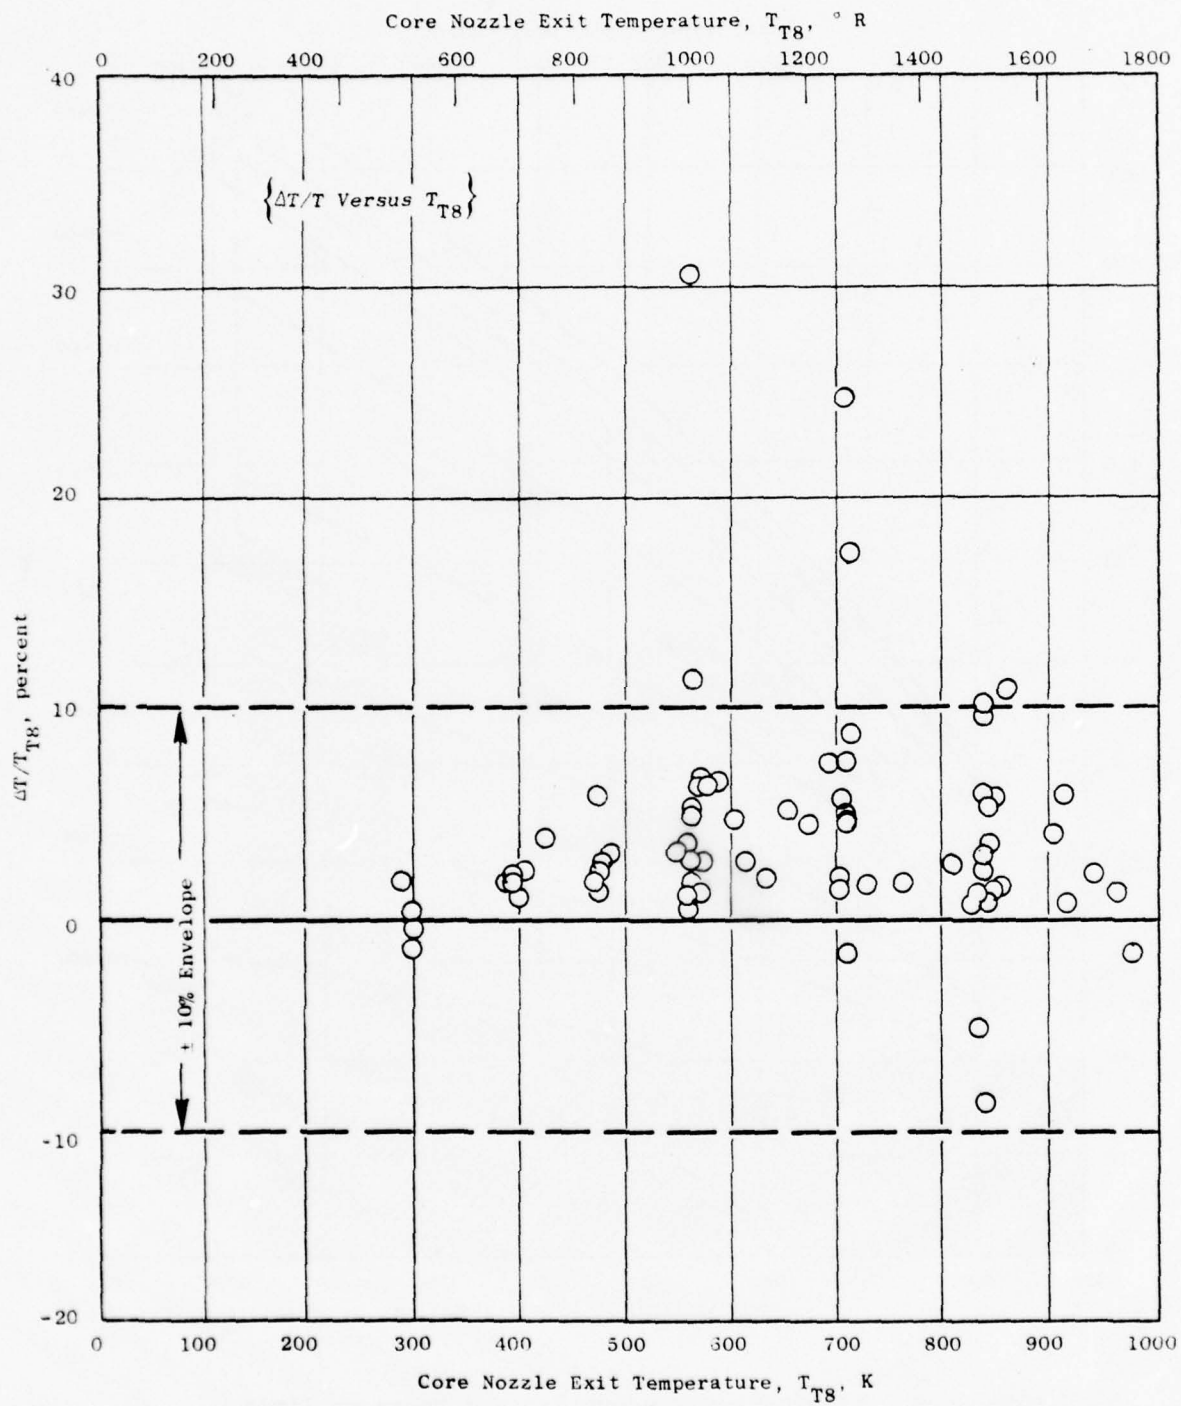 Core Nozzle Exit Temperature, T_T8, ° R
0 200 400 600 800 1000 1200 1400 1600 1800
40
{ΔT/T Versus T_T8}
30
20
ΔT/T_T8, percent
10
0
± 10% Envelope
-10
-20
0 100 200 300 400 500 600 700 800 900 1000
Core Nozzle Exit Temperature, T_T8, K